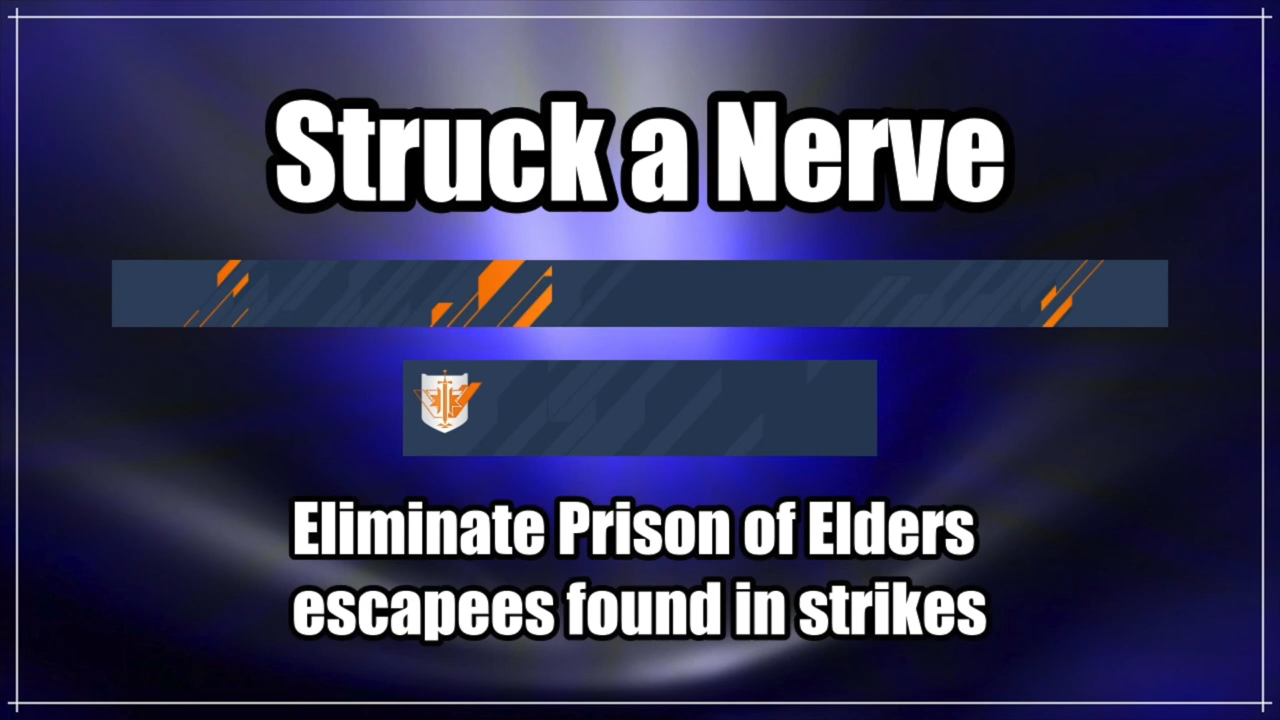 Struck a Nerve
Eliminate Prison of Elders
escapees found in strikes